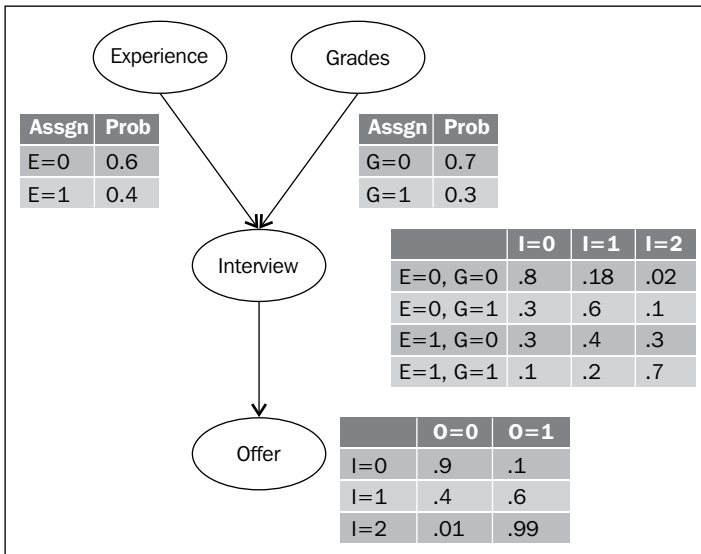 Experience
Grades
Assgn Prob
E=0 0.6
E=1 0.4
Assgn Prob
G=0 0.7
G=1 0.3
Interview
I=0 I=1 I=2
E=0, G=0 .8 .18 .02
E=0, G=1 .3 .6 .1
E=1, G=0 .3 .4 .3
E=1, G=1 .1 .2 .7
Offer
O=0 O=1
I=0 .9 .1
I=1 .4 .6
I=2 .01 .99